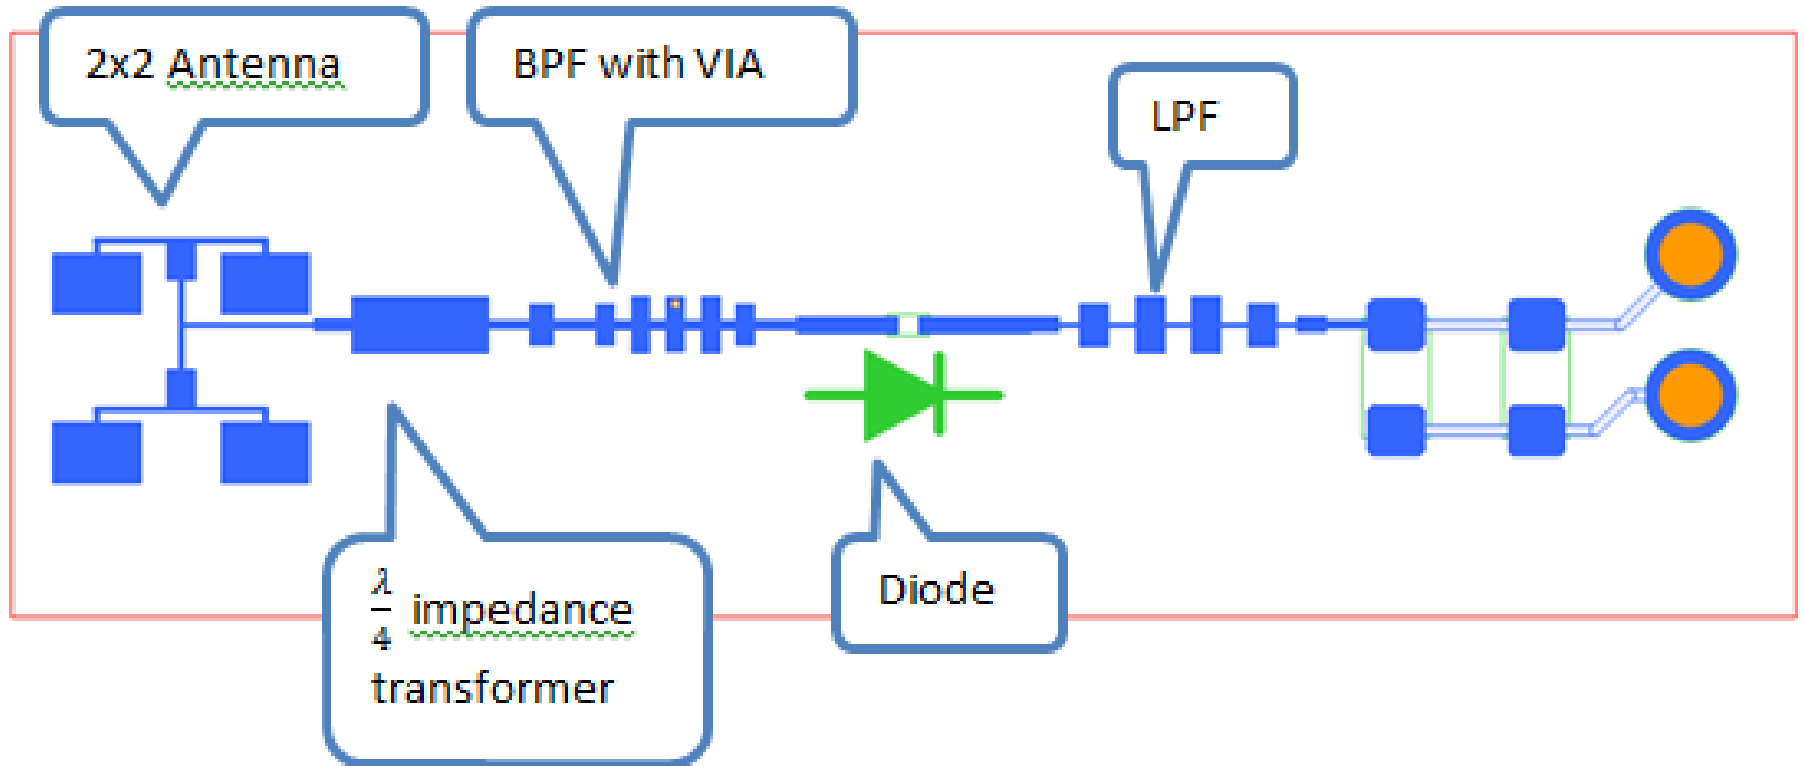 2x2 Antenna
BPF with VIA
LPF
λ/4 impedance
transformer
Diode